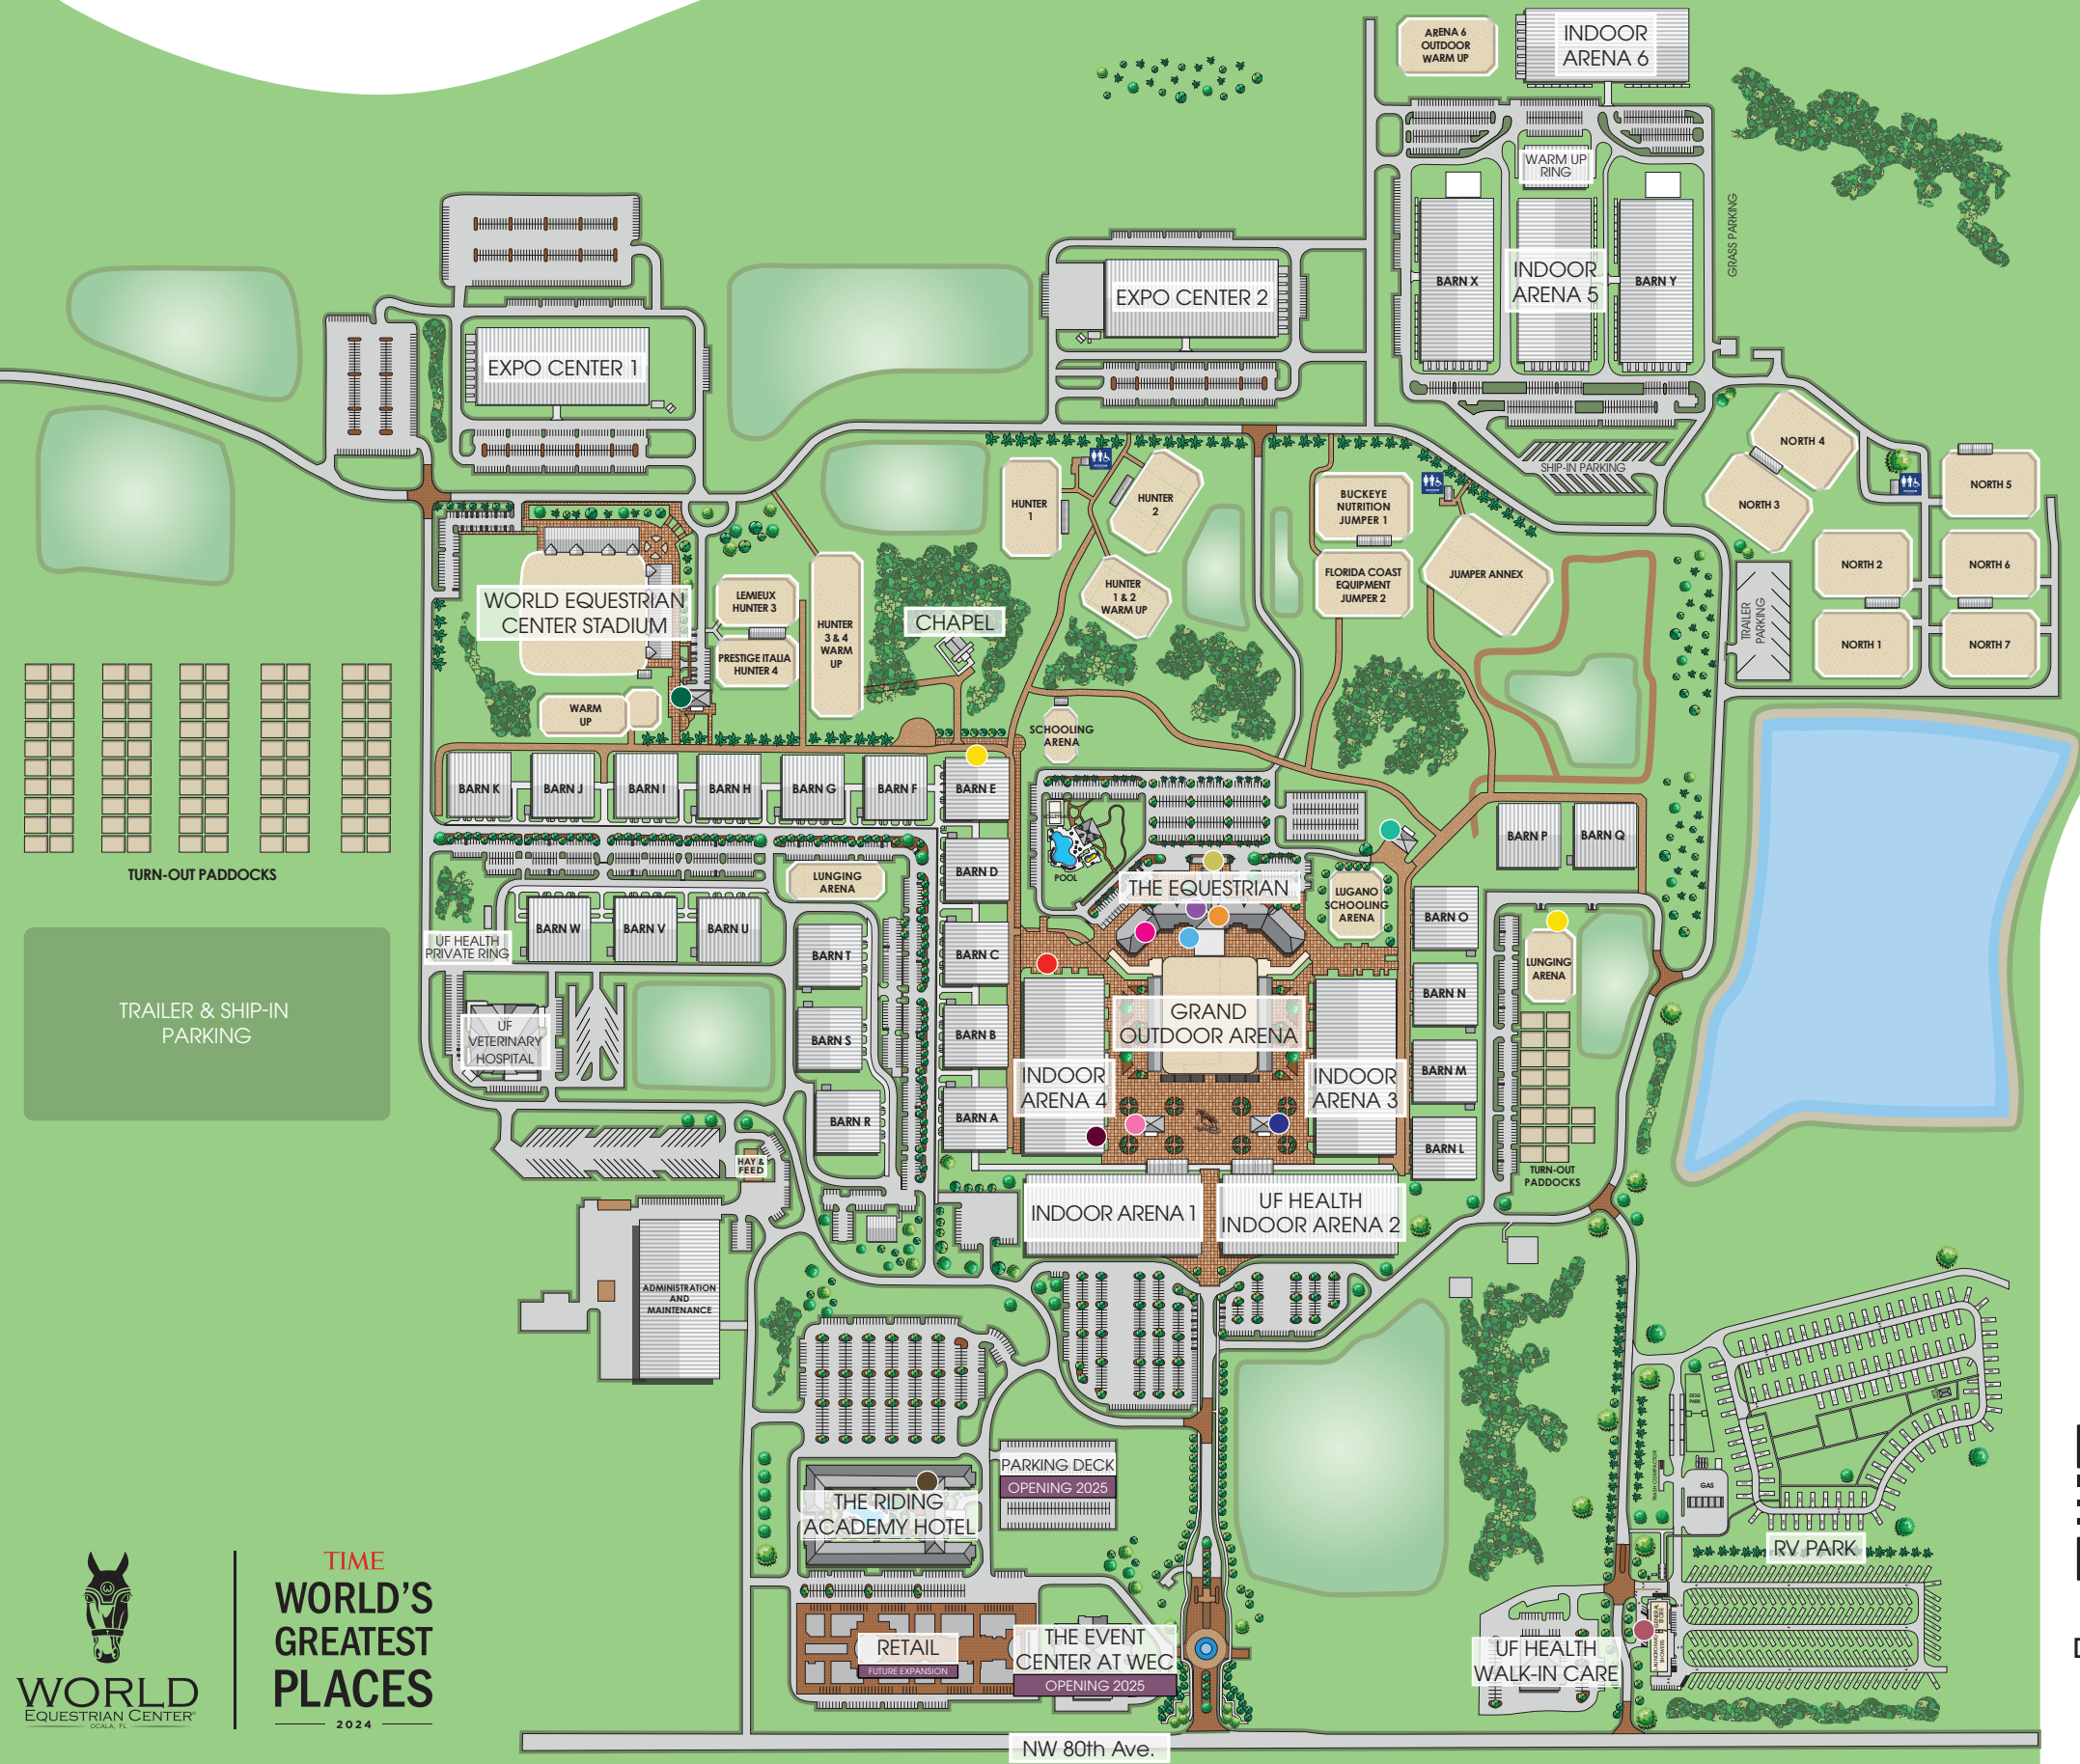 ARENA 6
OUTDOOR
WARM UP
INDOOR
ARENA 6
WARM UP
RING
BARN X
INDOOR
ARENA 5
BARN Y
GRASS PARKING
EXPO CENTER 2
EXPO CENTER 1
SHIP-IN PARKING
NORTH 4
NORTH 3
NORTH 5
NORTH 2
NORTH 6
NORTH 1
NORTH 7
TRAILER
PARKING
HUNTER
1
HUNTER
2
HUNTER
1 & 2
WARM UP
BUCKEYE
NUTRITION
JUMPER 1
FLORIDA COAST
EQUIPMENT
JUMPER 2
JUMPER ANNEX
WORLD EQUESTRIAN
CENTER STADIUM
LEMIEUX
HUNTER 3
PRESTIGE ITALIA
HUNTER 4
HUNTER
3 & 4
WARM
UP
CHAPEL
WARM
UP
SCHOOLING
ARENA
TURN-OUT PADDOCKS
BARN K
BARN J
BARN I
BARN H
BARN G
BARN F
BARN E
BARN P
BARN Q
LUNGING
ARENA
BARN D
POOL
THE EQUESTRIAN
LUGANO
SCHOOLING
ARENA
BARN O
BARN W
BARN V
BARN U
UF HEALTH
PRIVATE RING
BARN T
BARN C
LUNGING
ARENA
BARN N
TRAILER & SHIP-IN
PARKING
UF
VETERINARY
HOSPITAL
BARN S
BARN B
GRAND
OUTDOOR ARENA
INDOOR
ARENA 4
INDOOR
ARENA 3
BARN M
BARN R
BARN A
BARN L
HAY &
FEED
TURN-OUT
PADDOCKS
INDOOR ARENA 1
UF HEALTH
INDOOR ARENA 2
ADMINISTRATION
AND
MAINTENANCE
DOG
PARK
TRASH COMPACTOR
GAS
PARKING DECK
OPENING 2025
THE RIDING
ACADEMY HOTEL
RV PARK
RETAIL
FUTURE EXPANSION
THE EVENT
CENTER AT WEC
OPENING 2025
UF HEALTH
WALK-IN CARE
GENERAL
STORE
SHOWERS
NW 80th Ave.
WORLD
EQUESTRIAN CENTER
OCALA, FL
TIME
WORLD'S
GREATEST
PLACES
2024